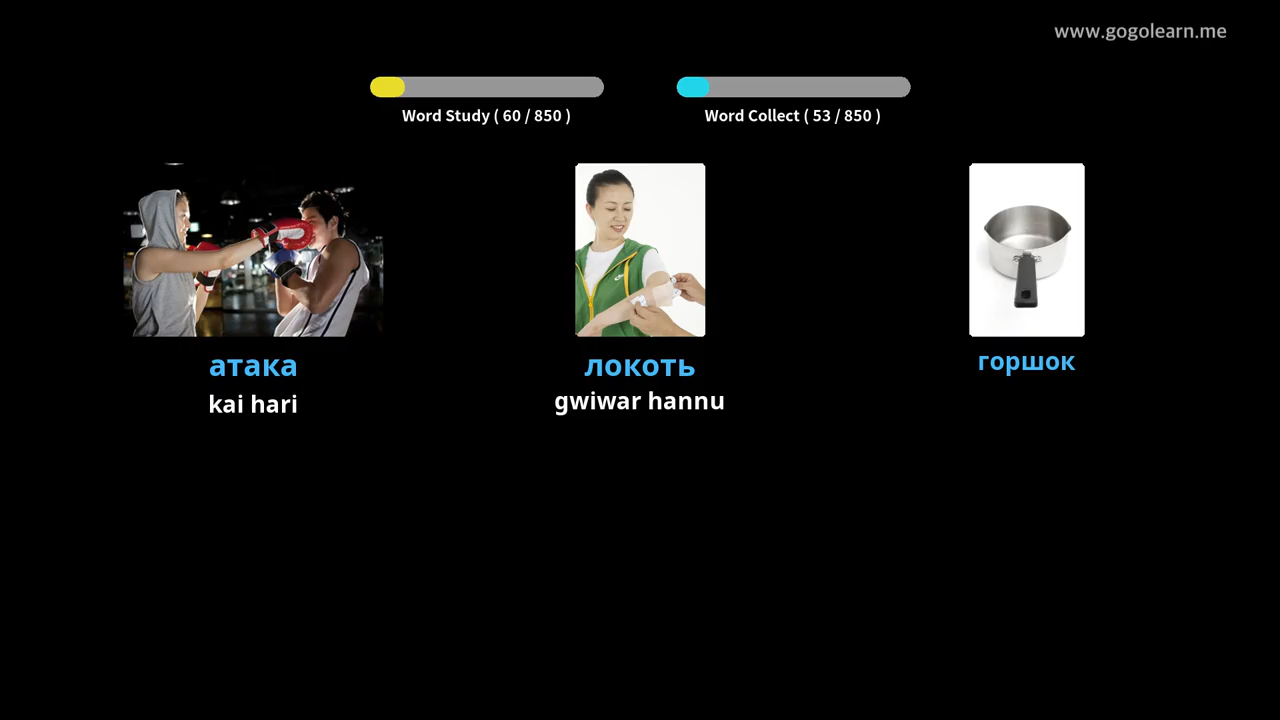 www.gogolearn.me
Word Study ( 60 / 850 )
Word Collect ( 53 / 850 )
атака
локоть
горшок
kai hari
gwiwar hannu